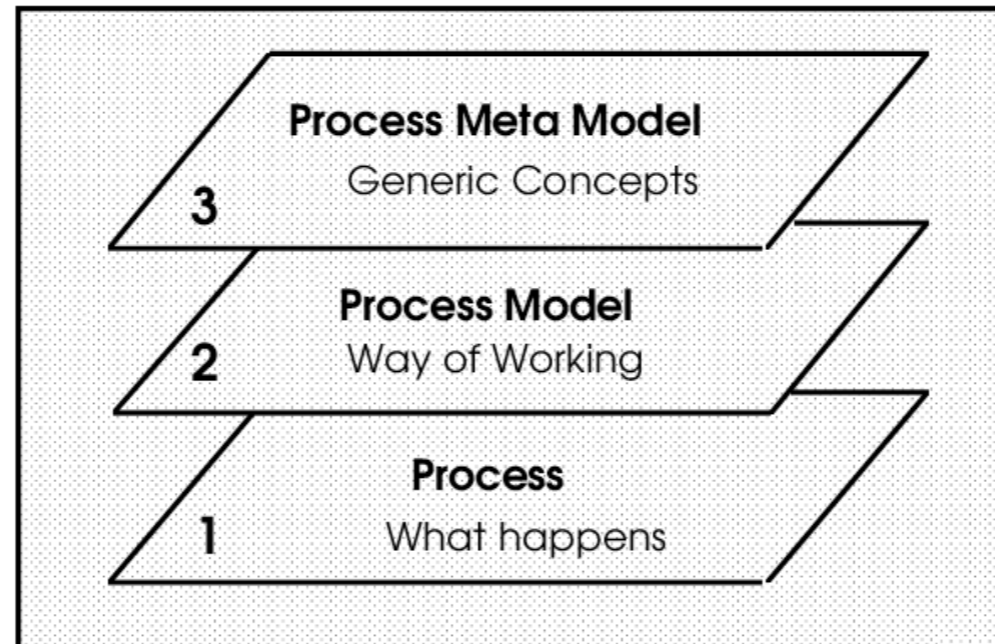 Process Meta Model
Generic Concepts
3
Process Model
Way of Working
2
Process
What happens
1